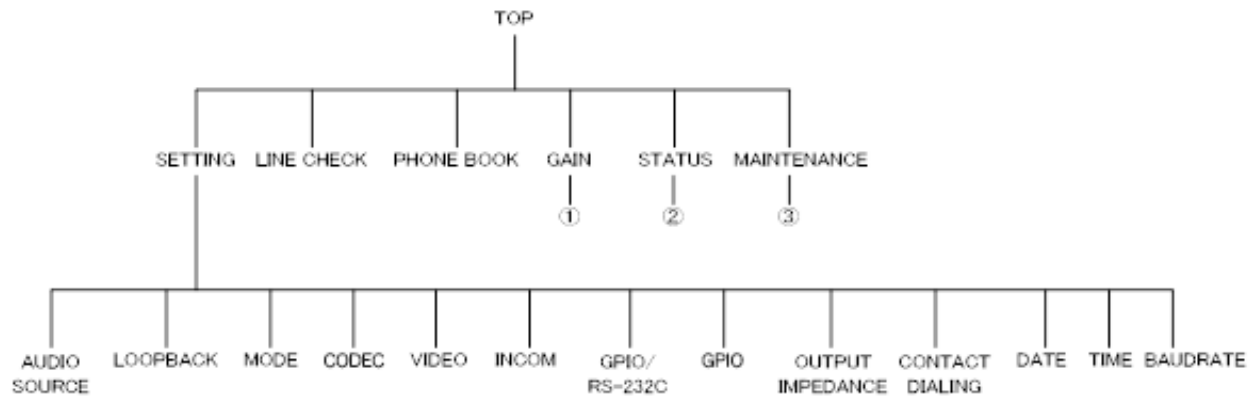 TOP
SETTING LINE CHECK PHONE BOOK GAIN STATUS MAINTENANCE
① ② ③
AUDIO SOURCE LOOPBACK MODE CODEC VIDEO INCOM GPIO/ RS-232C GPIO OUTPUT IMPEDANCE CONTACT DIALING DATE TIME BAUDRATE